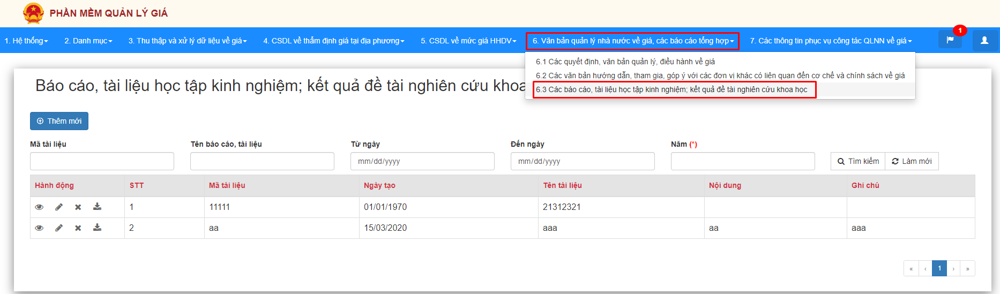 PHẦN MỀM QUẢN LÝ GIÁ
1. Hệ thống 2. Danh mục 3. Thu thập và xử lý dữ liệu về giá 4. CSDL về thẩm định giá tại địa phương 5. CSDL về mức giá HHDV 6. Văn bản quản lý nhà nước về giá, các báo cáo tổng hợp 7. Các thông tin phục vụ công tác QLNN về giá 1
6.1 Các quyết định, văn bản quản lý, điều hành về giá
6.2 Các văn bản hướng dẫn, tham gia, góp ý với các đơn vị khác có liên quan đến cơ chế và chính sách về giá
6.3 Các báo cáo, tài liệu học tập kinh nghiệm; kết quả đề tài nghiên cứu khoa học
Báo cáo, tài liệu học tập kinh nghiệm; kết quả đề tài nghiên cứu khoa
Thêm mới
Mã tài liệu Tên báo cáo, tài liệu Từ ngày Đến ngày Năm (*)
mm/dd/yyyy mm/dd/yyyy Tìm kiếm Làm mới
Hành động STT Mã tài liệu Ngày tạo Tên tài liệu Nội dung Ghi chú
1 11111 01/01/1970 21312321
2 aa 15/03/2020 aaa aa aaa
« ‹ 1 › »